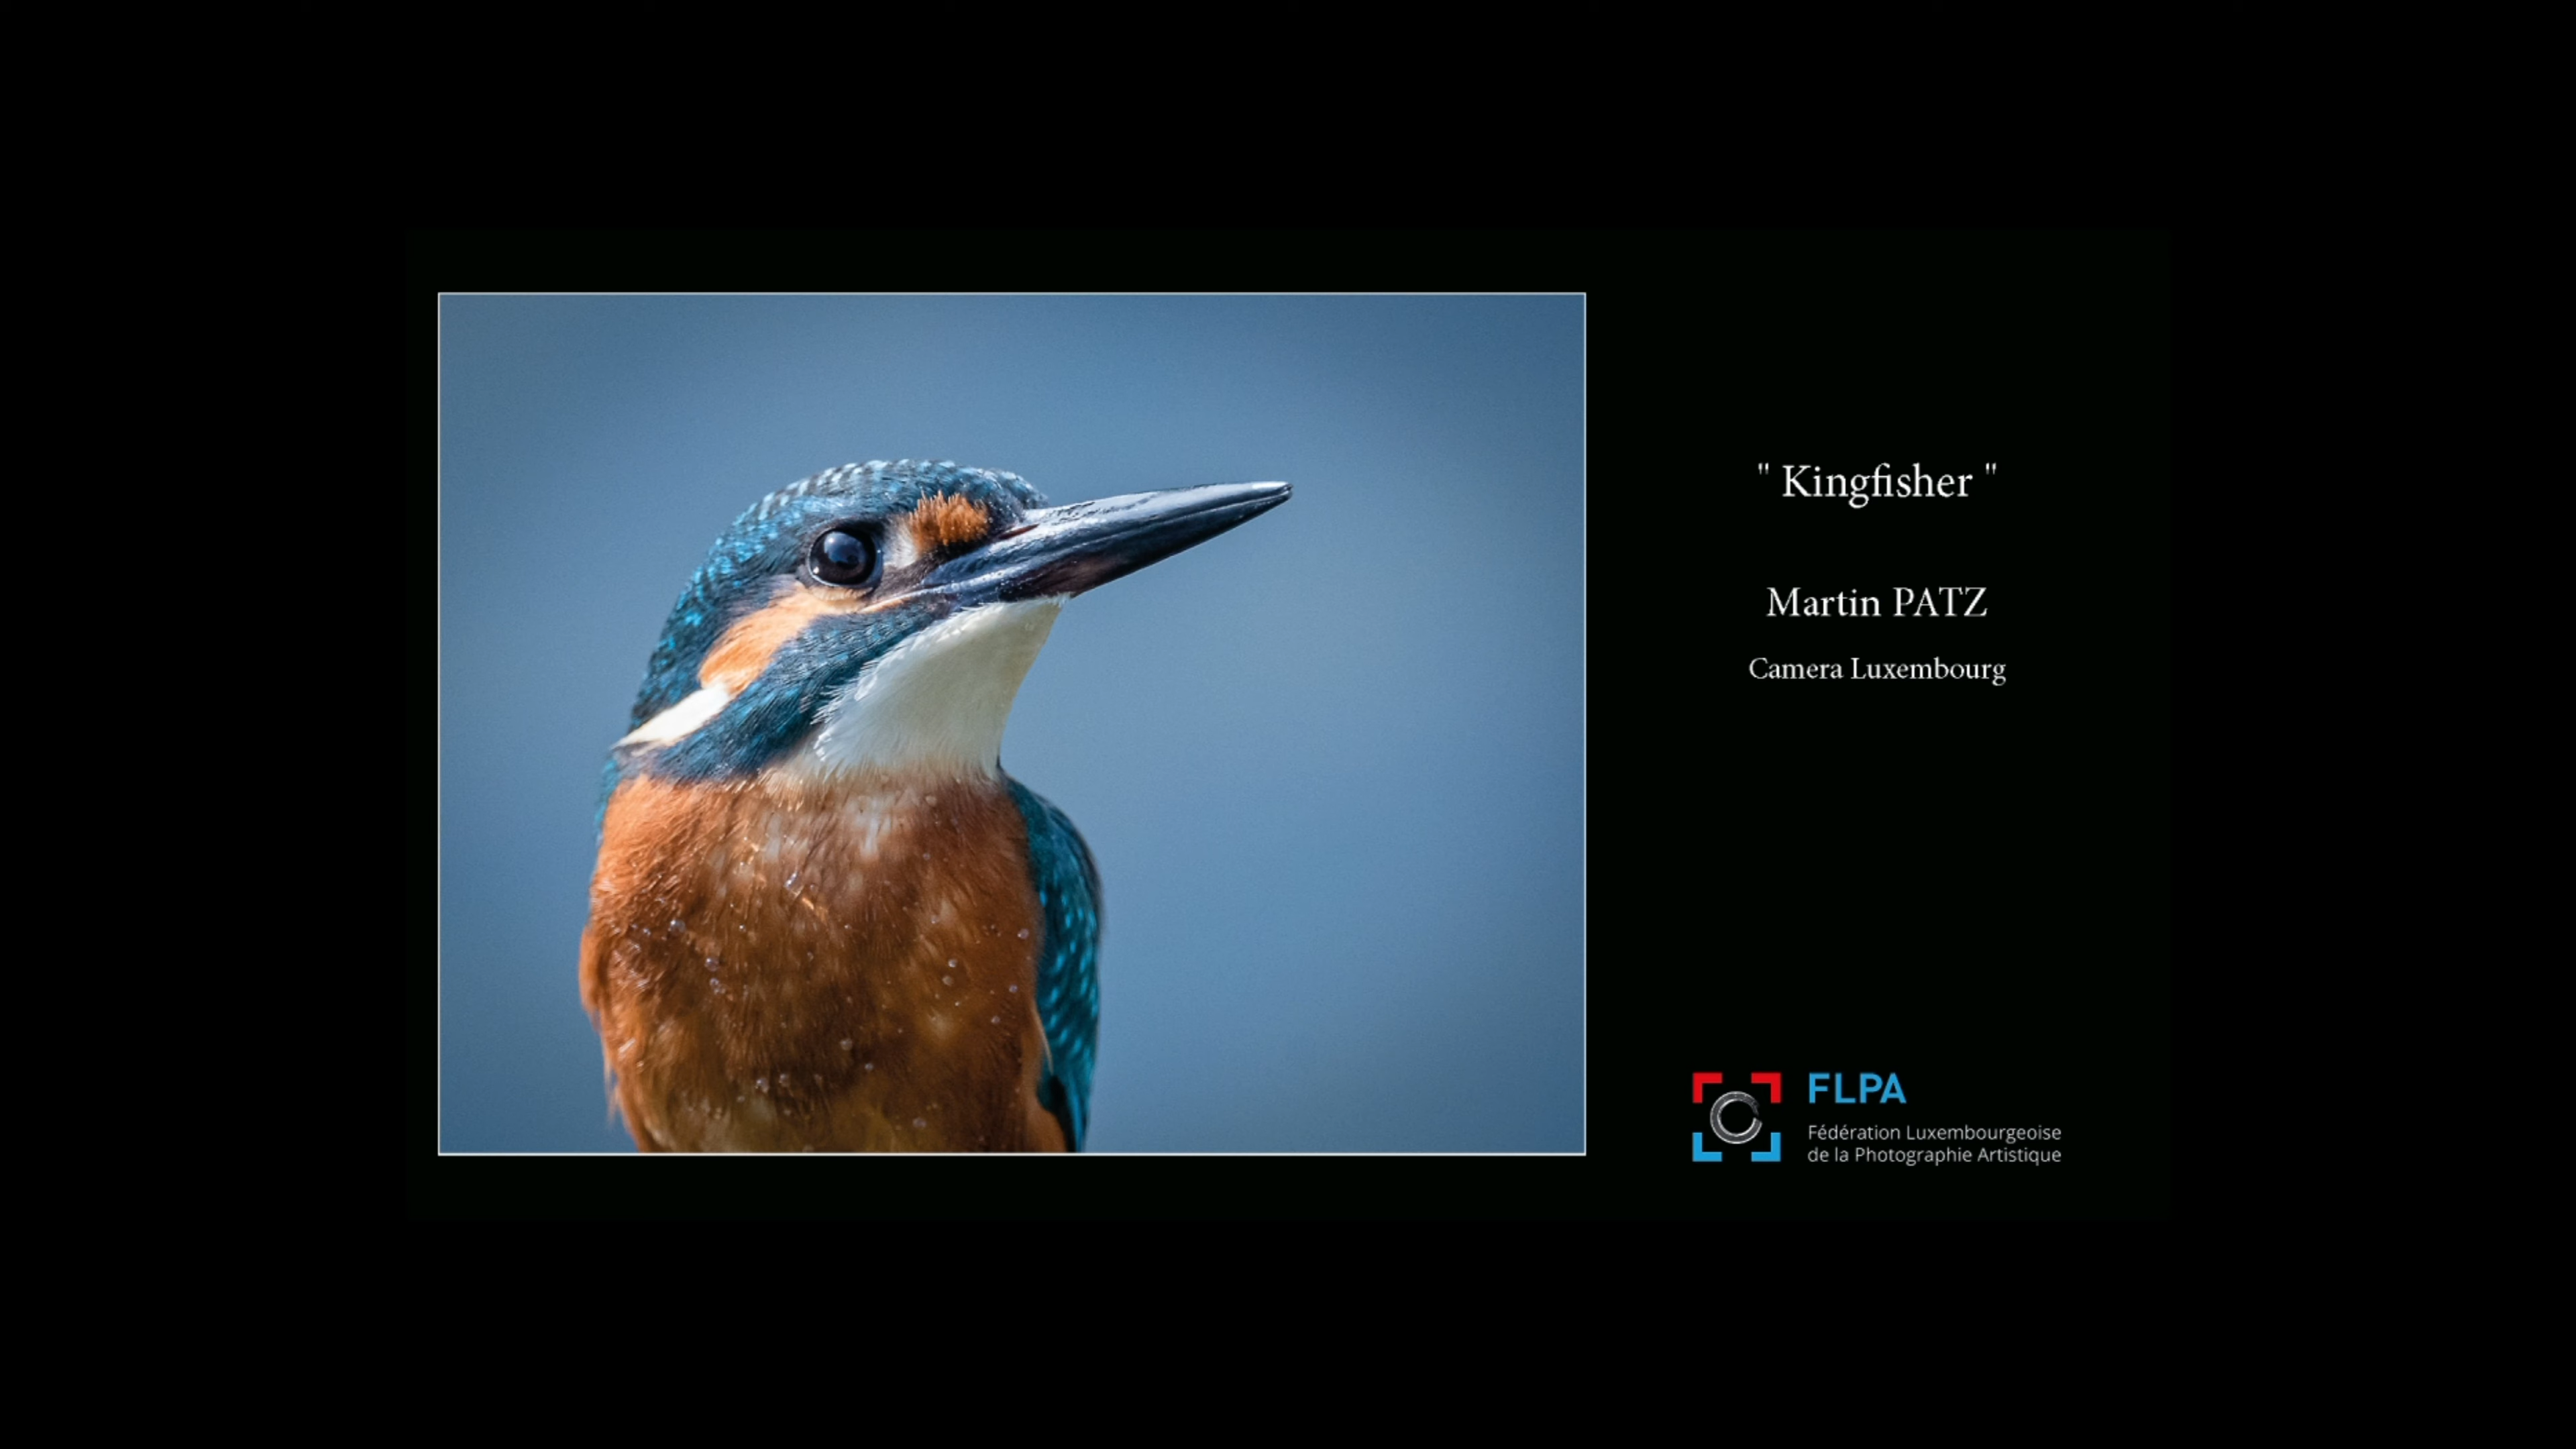 " Kingfisher "
Martin PATZ
Camera Luxembourg
FLPA
Fédération Luxembourgeoise
de la Photographie Artistique